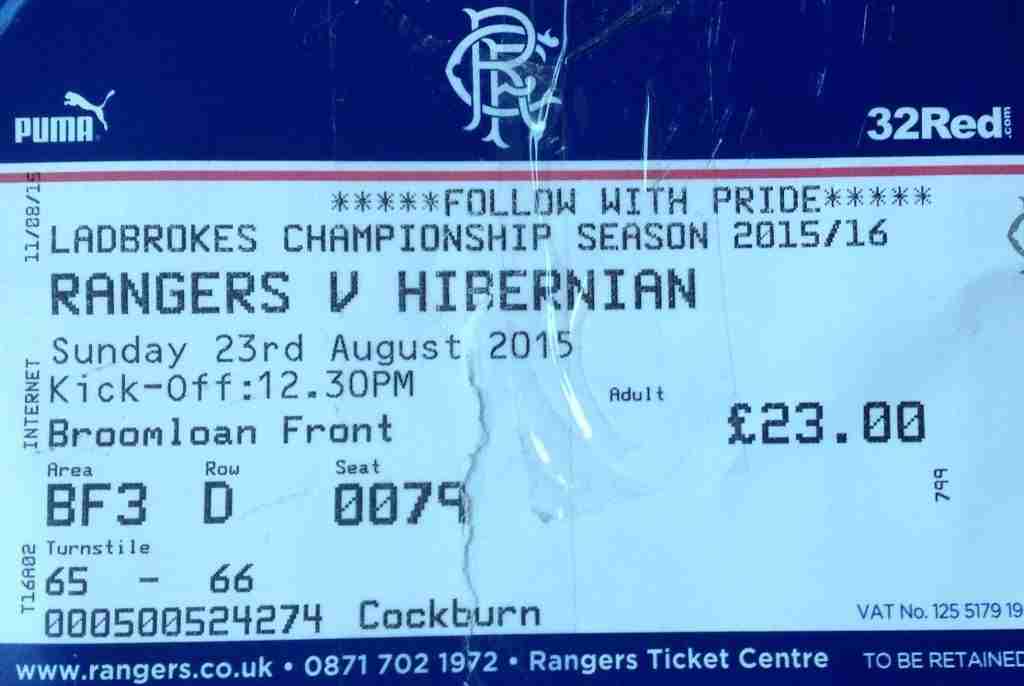 PUMA
32Red.com
*****FOLLOW WITH PRIDE*****
LADBROKES CHAMPIONSHIP SEASON 2015/16
RANGERS V HIBERNIAN
Sunday 23rd August 2015
Kick-Off:12.30PM
Adult
Broomloan Front
£23.00
Area Row Seat
BF3 D 0079
Turnstile
65 - 66
000500524274 Cockburn
VAT No. 125 5179 19
www.rangers.co.uk • 0871 702 1972 • Rangers Ticket Centre TO BE RETAINED
11/08/15
INTERNET
T16A02
799